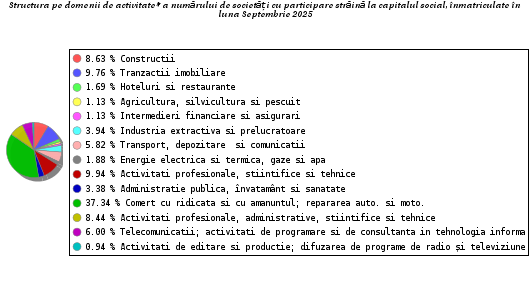 Structura pe domenii de activitate* a numărului de societăți cu participare străină la capitalul social, înmatriculate în
luna Septembrie 2025
8.63 % Constructii
9.76 % Tranzactii imobiliare
1.69 % Hoteluri si restaurante
1.13 % Agricultura, silvicultura si pescuit
1.13 % Intermedieri financiare si asigurari
3.94 % Industria extractiva si prelucratoare
5.82 % Transport, depozitare  si comunicatii
1.88 % Energie electrica si termica, gaze si apa
9.94 % Activitati profesionale, stiintifice si tehnice
3.38 % Administratie publica, învatamânt si sanatate
37.34 % Comert cu ridicata si cu amanuntul; repararea auto. si moto.
8.44 % Activitati profesionale, administrative, stiintifice si tehnice
6.00 % Telecomunicatii; activitati de programare si de consultanta in tehnologia informa
0.94 % Activitati de editare si productie; difuzarea de programe de radio și televiziune